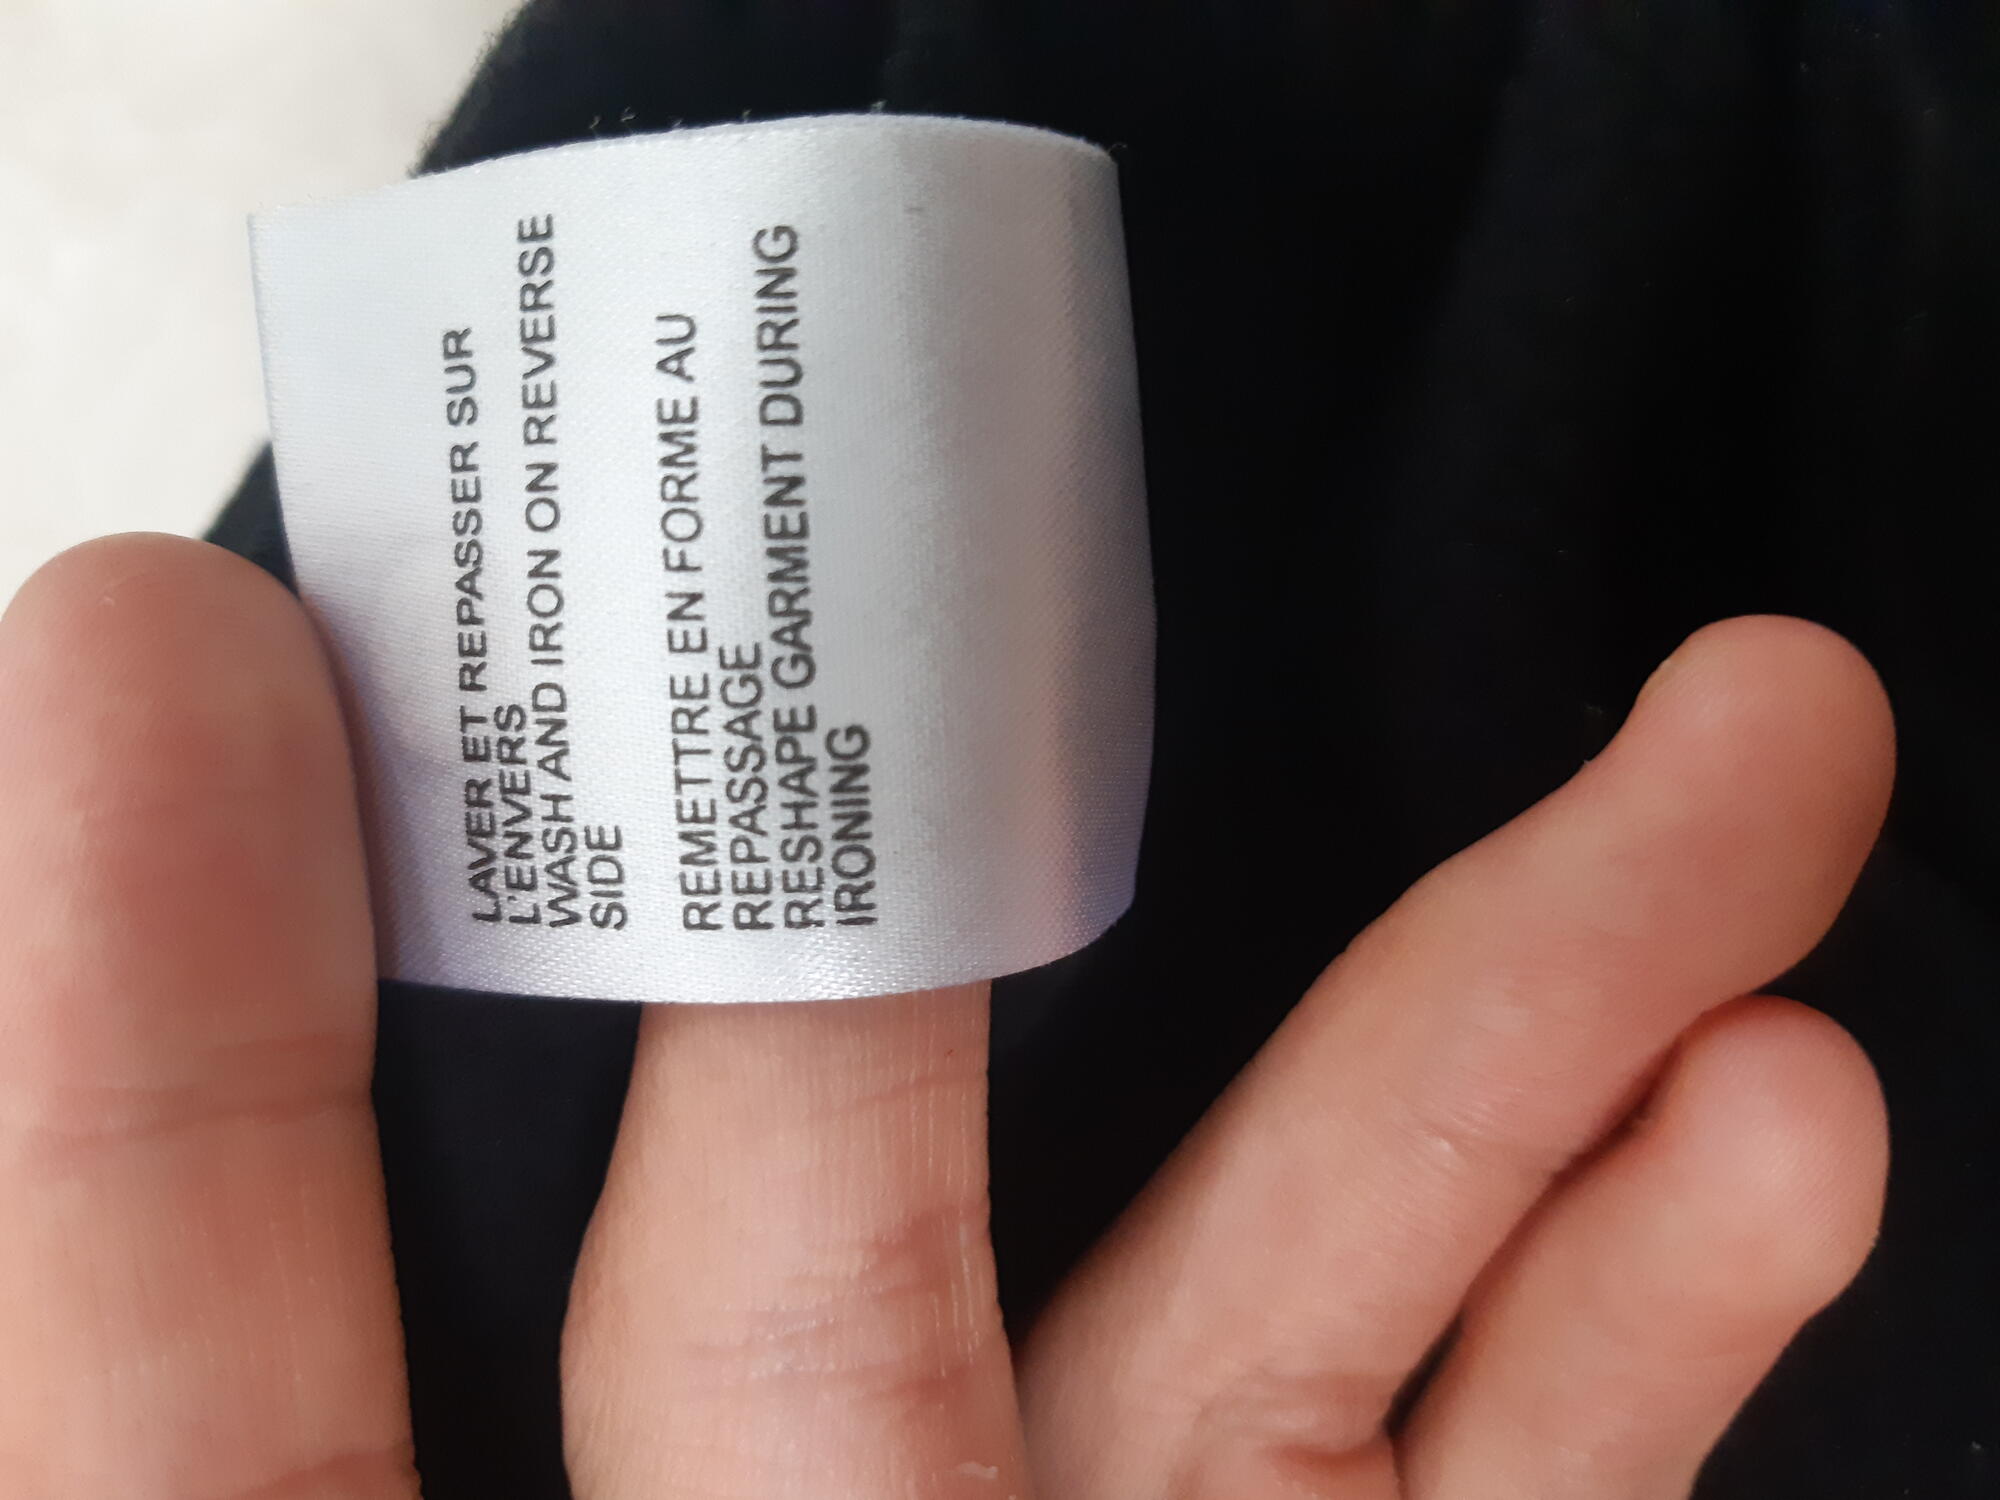 LAVER ET REPASSER SUR
L'ENVERS
WASH AND IRON ON REVERSE
SIDE
REMETTRE EN FORME AU
REPASSAGE
RESHAPE GARMENT DURING
IRONING